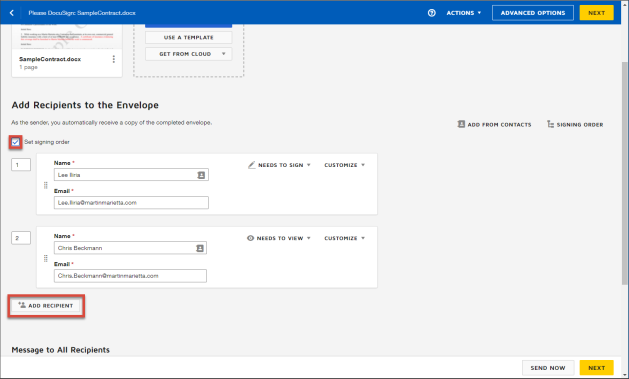 Please DocuSign: SampleContract.docx
ACTIONS
ADVANCED OPTIONS
NEXT
SampleContract.docx
1 page
USE A TEMPLATE
GET FROM CLOUD
Add Recipients to the Envelope
As the sender, you automatically receive a copy of the completed envelope.
ADD FROM CONTACTS
SIGNING ORDER
Set signing order
1
Name *
NEEDS TO SIGN
CUSTOMIZE
Lee Iliria
Email *
Lee.Iliria@martinmarietta.com
2
Name *
NEEDS TO VIEW
CUSTOMIZE
Chris Beckmann
Email *
Chris.Beckmann@martinmarietta.com
ADD RECIPIENT
Message to All Recipients
SEND NOW
NEXT